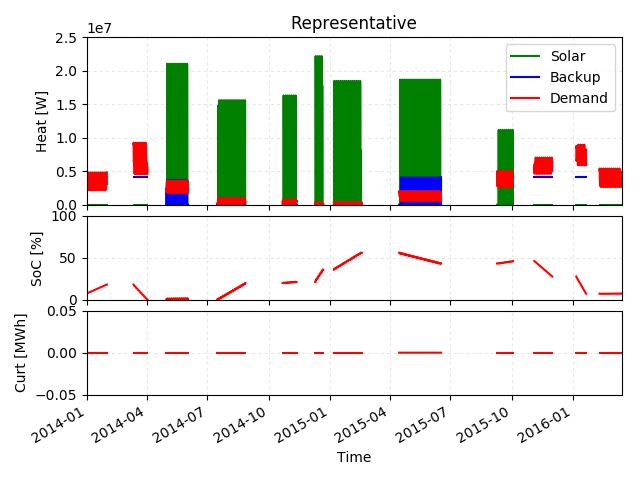 Representative
1e7
2.5
2.0
1.5
1.0
0.5
0.0
Heat [W]
Solar
Backup
Demand
100
50
0
SoC [%]
0.05
0.00
−0.05
Curt [MWh]
2014-01 2014-04 2014-07 2014-10 2015-01 2015-04 2015-07 2015-10 2016-01
Time